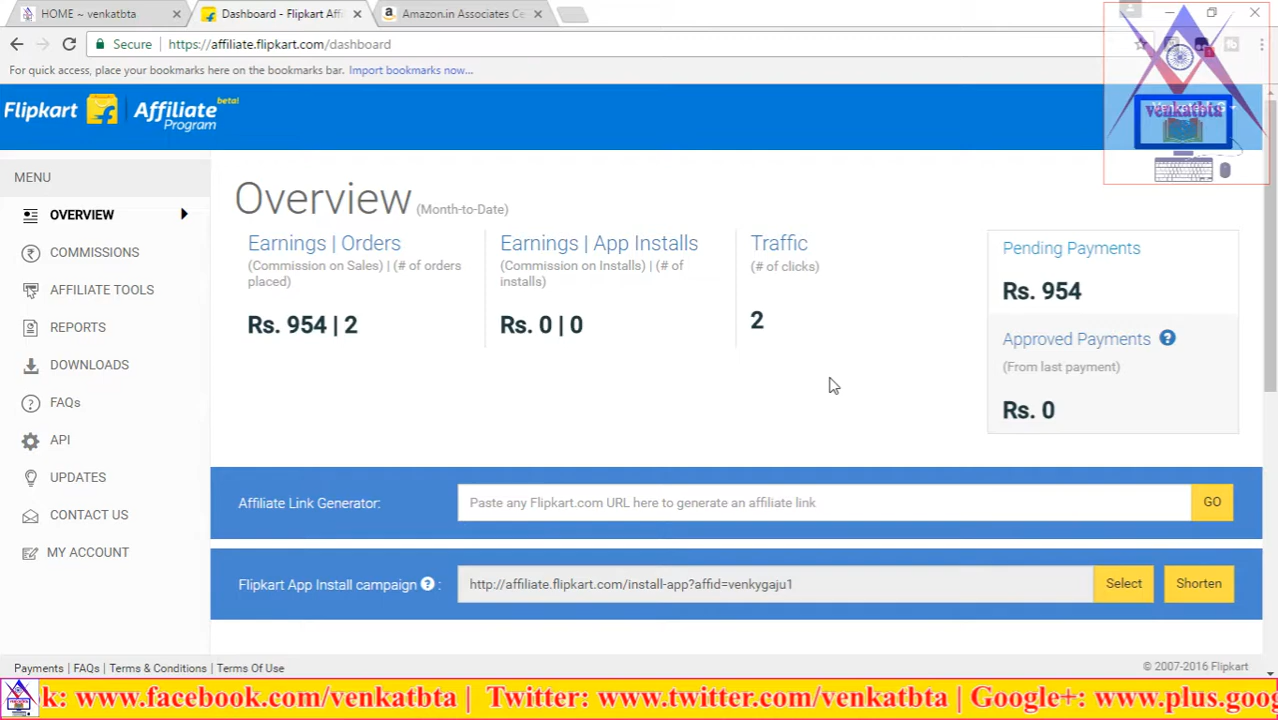 HOME ~ venkatbta
Dashboard - Flipkart Aff
Amazon.in Associates Ce
Secure
https://affiliate.flipkart.com/dashboard
For quick access, place your bookmarks here on the bookmarks bar. Import bookmarks now...
Flipkart Affiliate beta!
Program
venkatbta
MENU
OVERVIEW
COMMISSIONS
AFFILIATE TOOLS
REPORTS
DOWNLOADS
FAQs
API
UPDATES
CONTACT US
MY ACCOUNT
Overview (Month-to-Date)
Earnings | Orders
(Commission on Sales) | (# of orders
placed)
Rs. 954 | 2
Earnings | App Installs
(Commission on Installs) | (# of
installs)
Rs. 0 | 0
Traffic
(# of clicks)
2
Pending Payments
Rs. 954
Approved Payments ?
(From last payment)
Rs. 0
Affiliate Link Generator:
Paste any Flipkart.com URL here to generate an affiliate link
GO
Flipkart App Install campaign ? :
http://affiliate.flipkart.com/install-app?affid=venkygaju1
Select
Shorten
Payments | FAQs | Terms & Conditions | Terms Of Use
© 2007-2016 Flipkart
k: www.facebook.com/venkatbta | Twitter: www.twitter.com/venkatbta | Google+: www.plus.goog